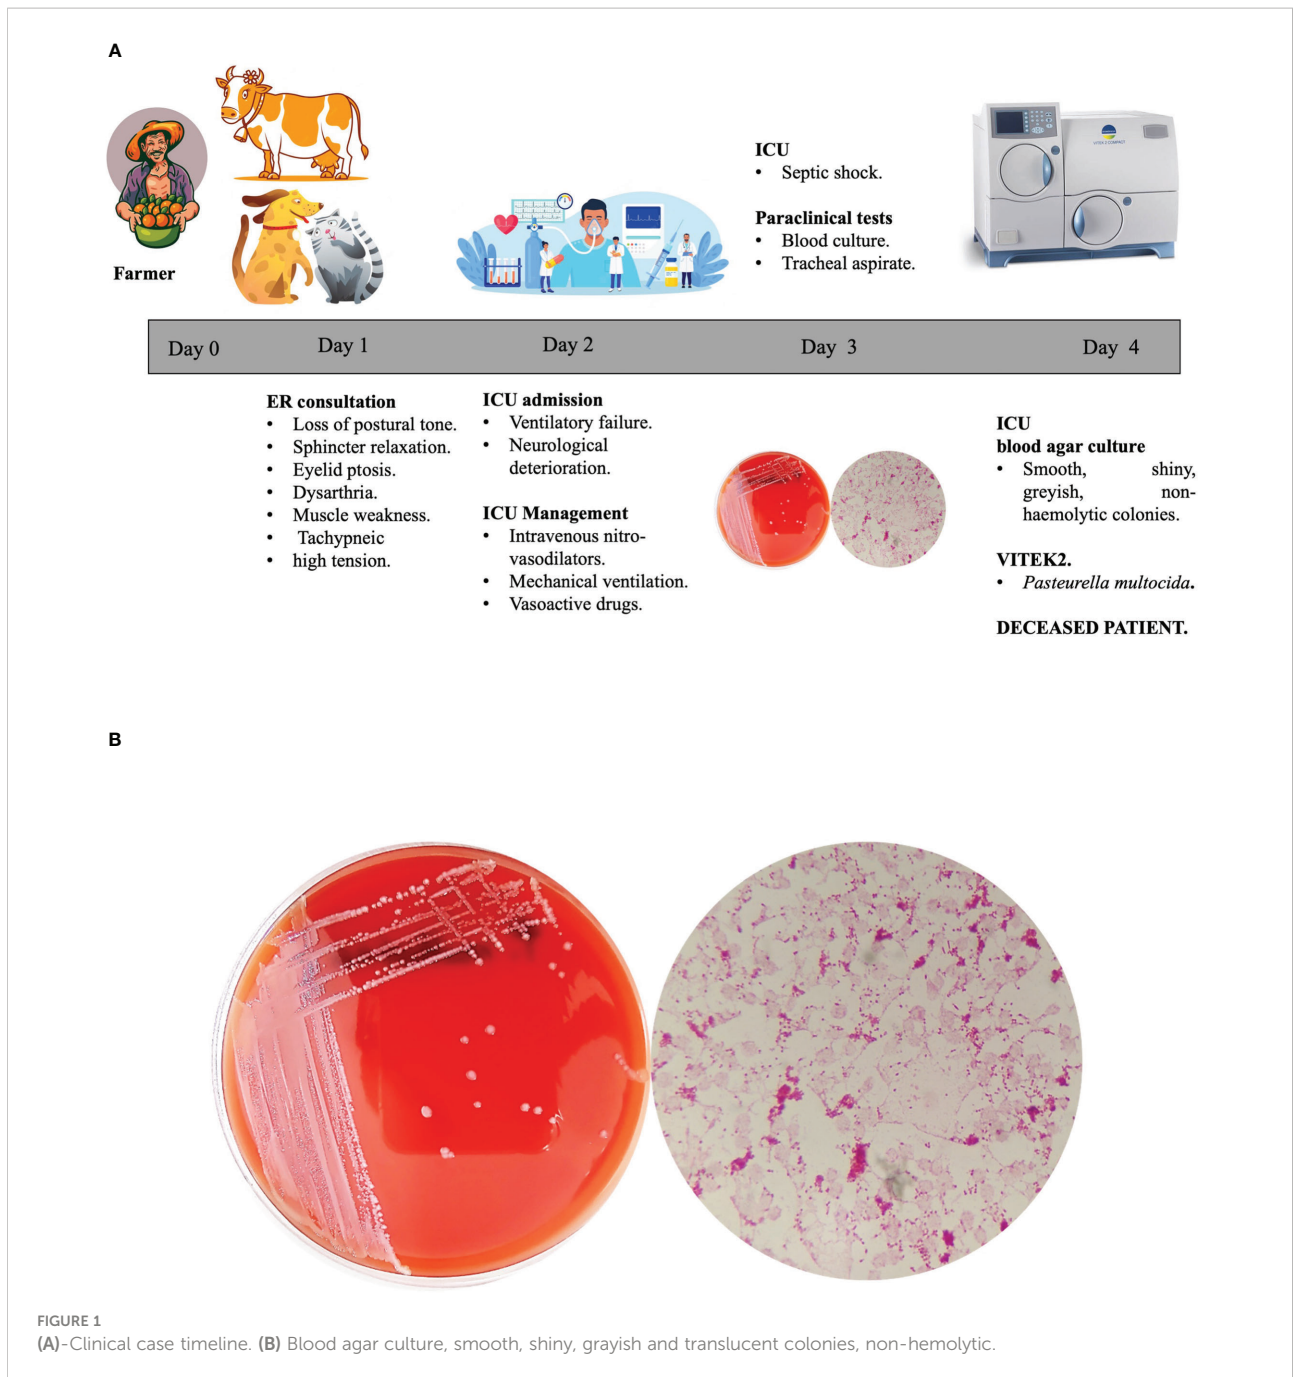 A
Farmer
ICU
• Septic shock.
Paraclinical tests
• Blood culture.
• Tracheal aspirate.
VITEK 2 COMPACT
Day 0
Day 1
Day 2
Day 3
Day 4
ER consultation
• Loss of postural tone.
• Sphincter relaxation.
• Eyelid ptosis.
• Dysarthria.
• Muscle weakness.
• Tachypneic
• high tension.
ICU admission
• Ventilatory failure.
• Neurological
deterioration.
ICU Management
• Intravenous nitro-
vasodilators.
• Mechanical ventilation.
• Vasoactive drugs.
ICU
blood agar culture
• Smooth, shiny,
greyish, non-
haemolytic colonies.
VITEK2.
• Pasteurella multocida.
DECEASED PATIENT.
B
FIGURE 1
(A)-Clinical case timeline. (B) Blood agar culture, smooth, shiny, grayish and translucent colonies, non-hemolytic.